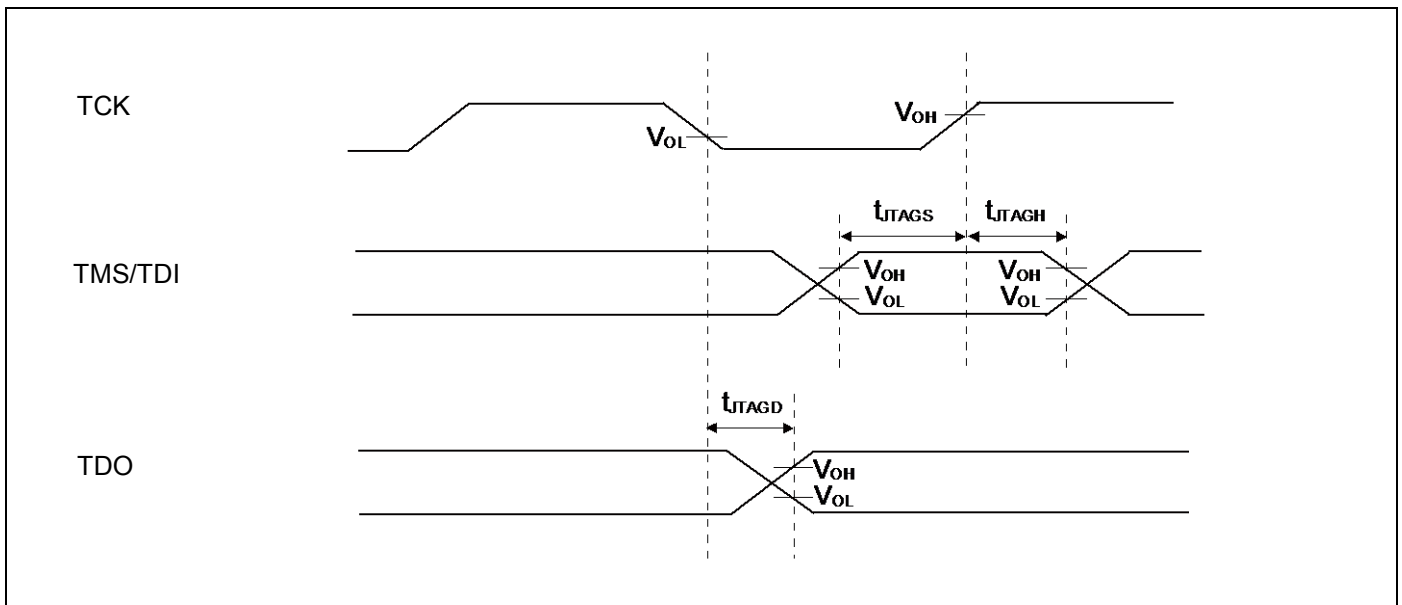 TCK
VOL
VOH
tJTAGS tJTAGH
TMS/TDI
VOH VOH
VOL VOL
tJTAGD
TDO
VOH
VOL